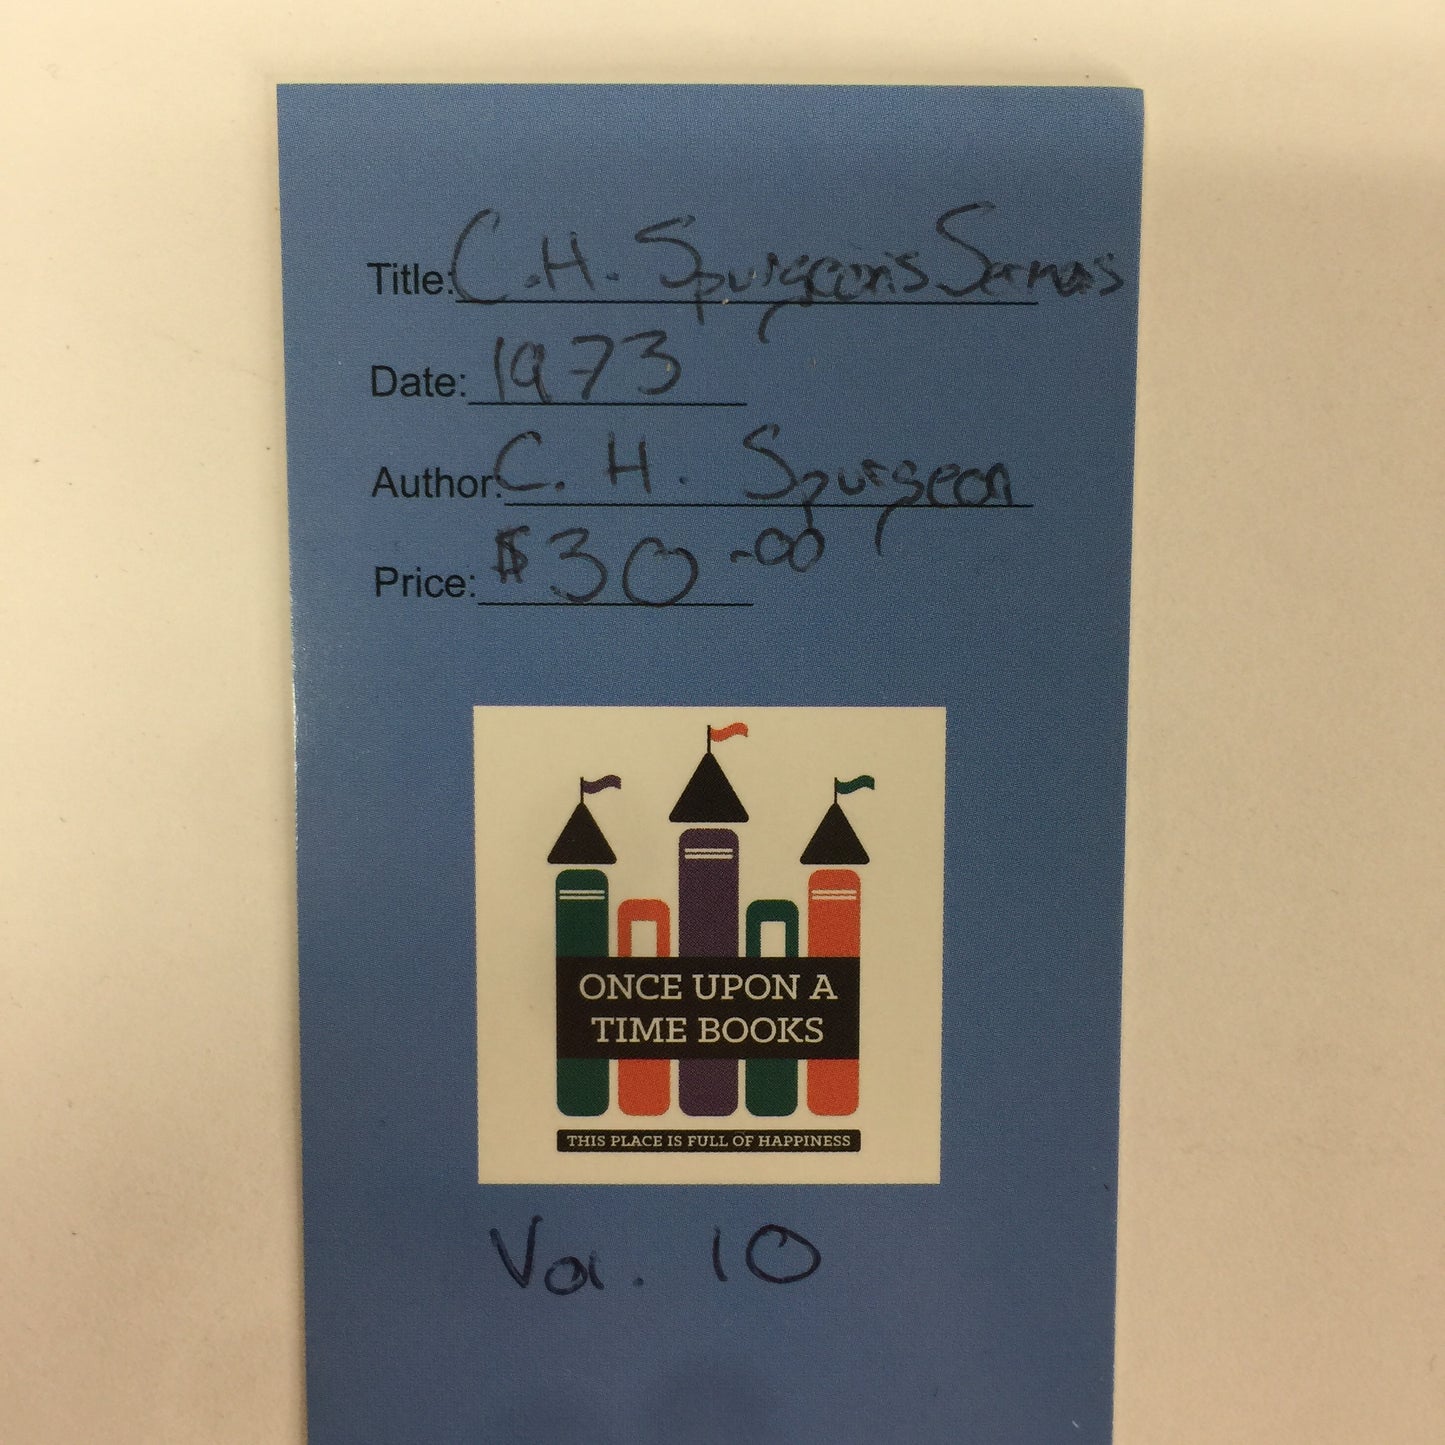 Title: C.H. Spurgeon's Sermons
Date: 1973
Author: C. H. Spurgeon
Price: $30.00
ONCE UPON A
TIME BOOKS
THIS PLACE IS FULL OF HAPPINESS
Vol. 10